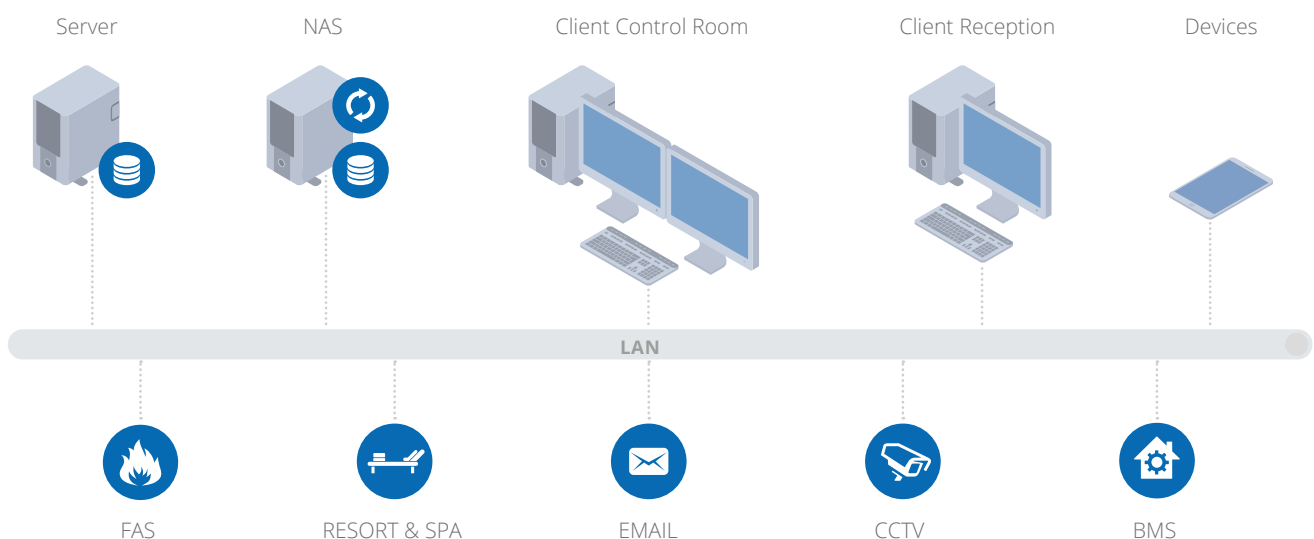 Server
NAS
Client Control Room
Client Reception
Devices
LAN
FAS
RESORT & SPA
EMAIL
CCTV
BMS